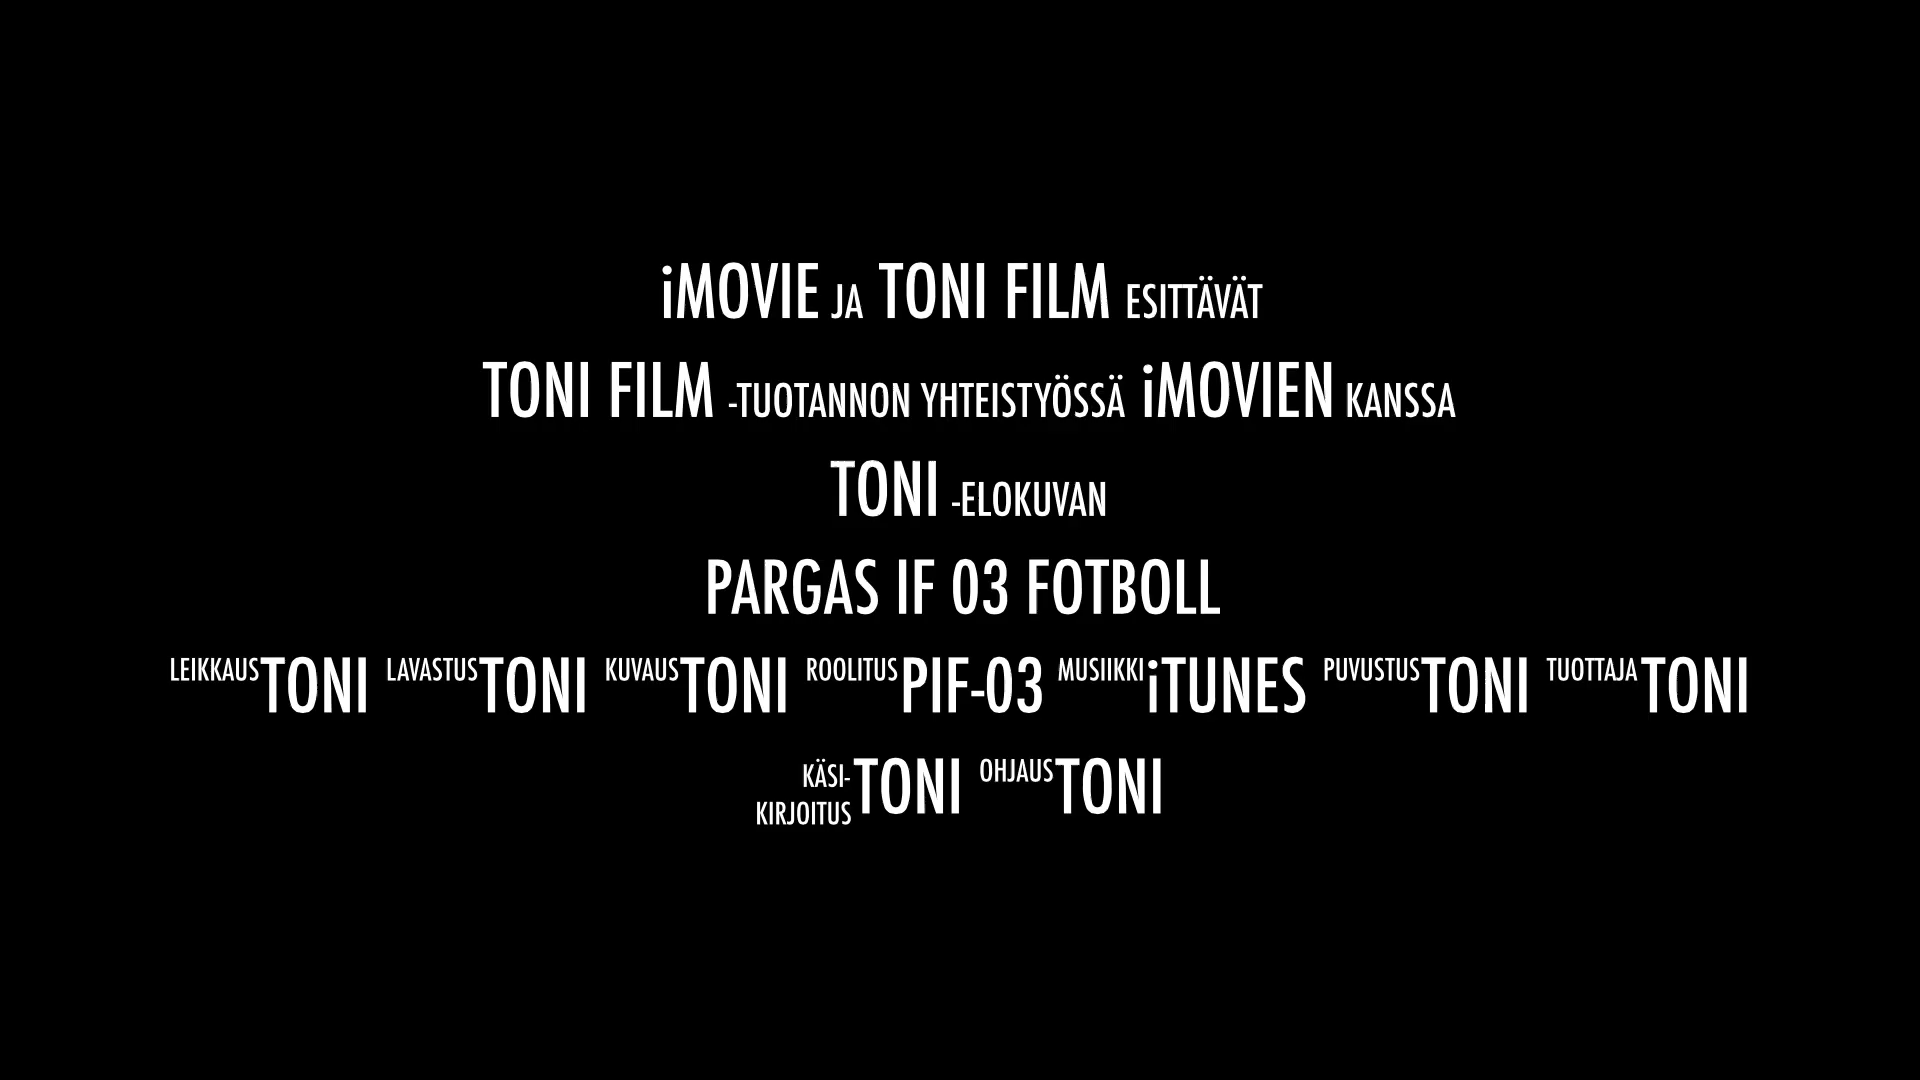 iMOVIE JA TONI FILM ESITTÄVÄT
TONI FILM -TUOTANNON YHTEISTYÖSSÄ iMOVIEN KANSSA
TONI -ELOKUVAN
PARGAS IF 03 FOTBOLL
LEIKKAUS TONI LAVASTUS TONI KUVAUS TONI ROOLITUS PIF-03 MUSIIKKI iTUNES PUVUSTUS TONI TUOTTAJA TONI
KÄSI-KIRJOITUS TONI OHJAUS TONI